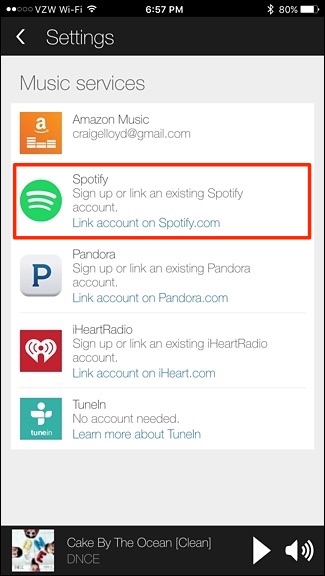 VZW Wi-Fi 6:57 PM 80%
Settings
Music services
a
Amazon Music
craigelloyd@gmail.com
Spotify
Sign up or link an existing Spotify
account.
Link account on Spotify.com
P
Pandora
Sign up or link an existing Pandora
account.
Link account on Pandora.com
iHeartRadio
Sign up or link an existing iHeartRadio
account.
Link account on iHeart.com
tunein
TuneIn
No account needed.
Learn more about TuneIn
Cake By The Ocean [Clean]
DNCE